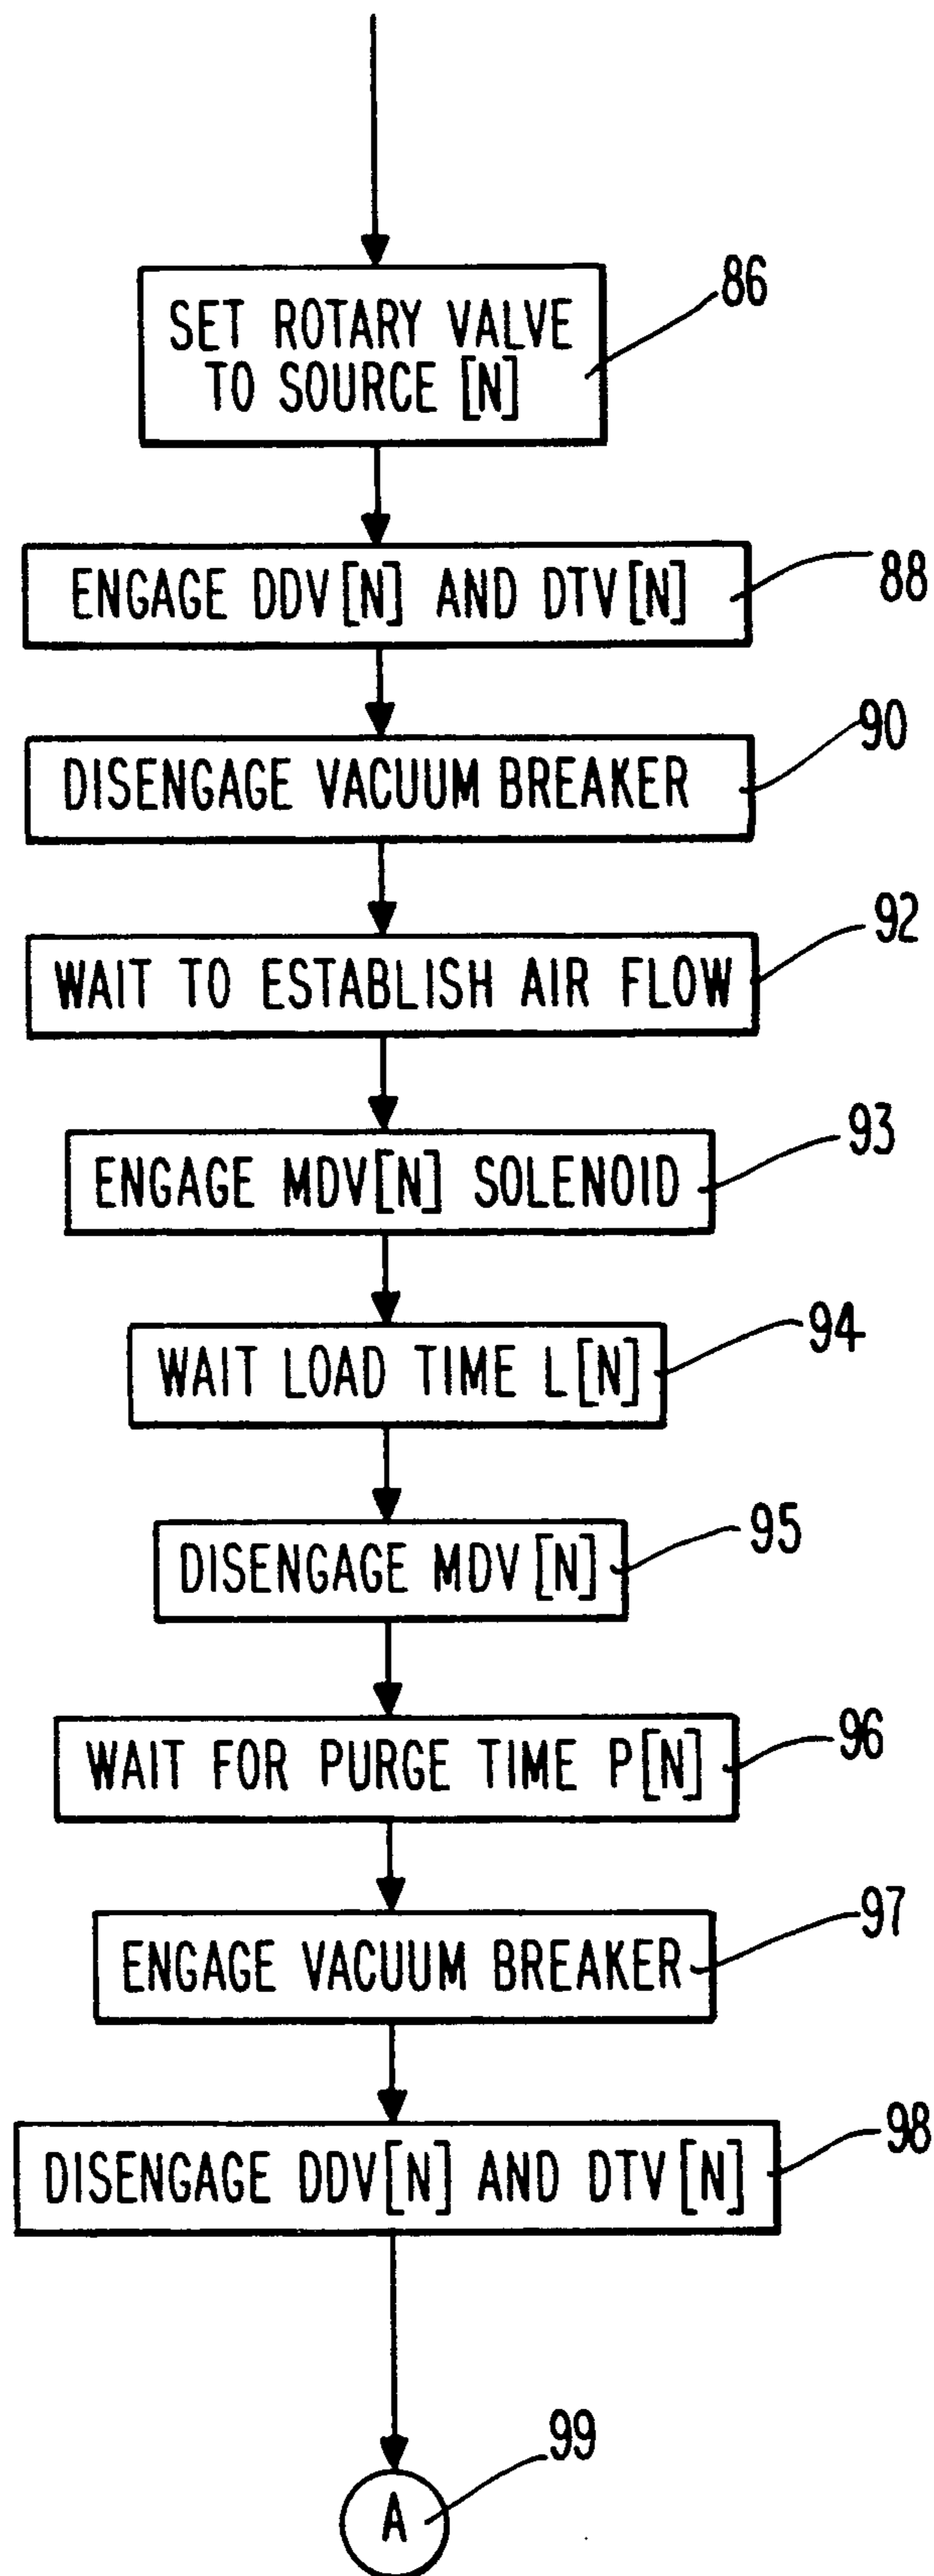 SET ROTARY VALVE
TO SOURCE [N]
86
ENGAGE DDV[N] AND DTV[N]
88
DISENGAGE VACUUM BREAKER
90
WAIT TO ESTABLISH AIR FLOW
92
ENGAGE MDV[N] SOLENOID
93
WAIT LOAD TIME L[N]
94
DISENGAGE MDV[N]
95
WAIT FOR PURGE TIME P[N]
96
ENGAGE VACUUM BREAKER
97
DISENGAGE DDV[N] AND DTV[N]
98
A
99